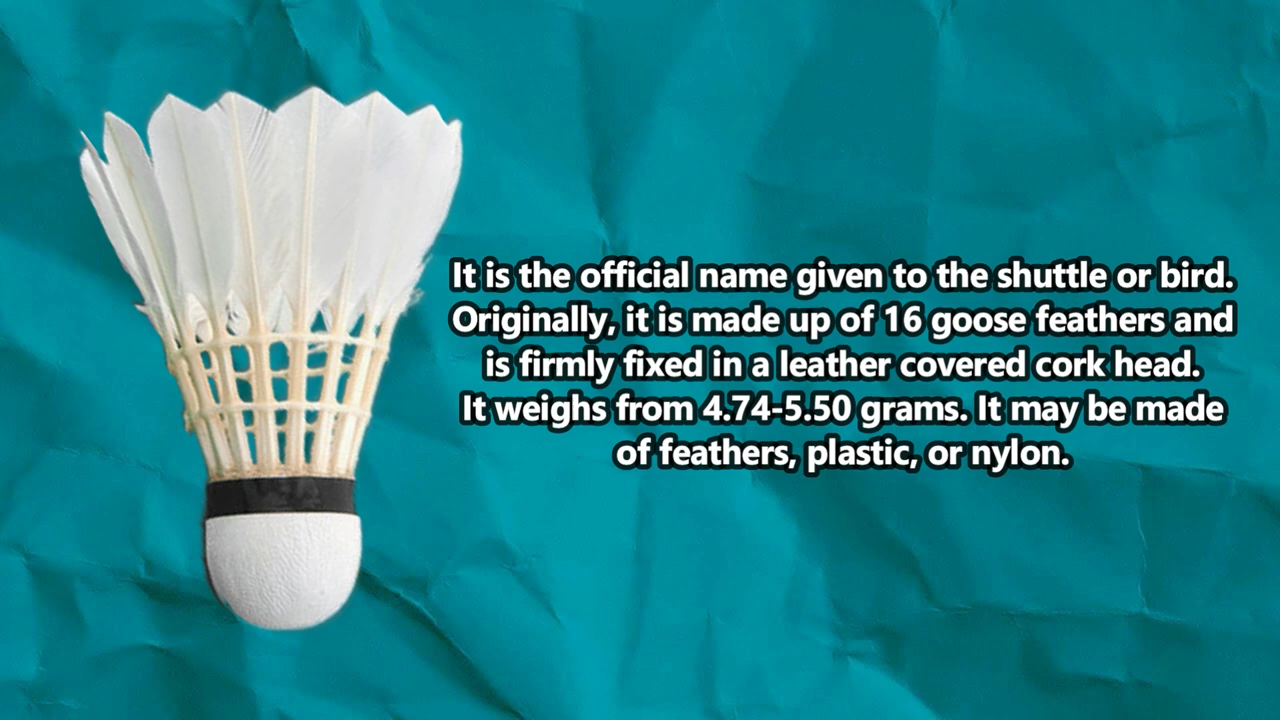 It is the official name given to the shuttle or bird.
Originally, it is made up of 16 goose feathers and
is firmly fixed in a leather covered cork head.
It weighs from 4.74-5.50 grams. It may be made
of feathers, plastic, or nylon.